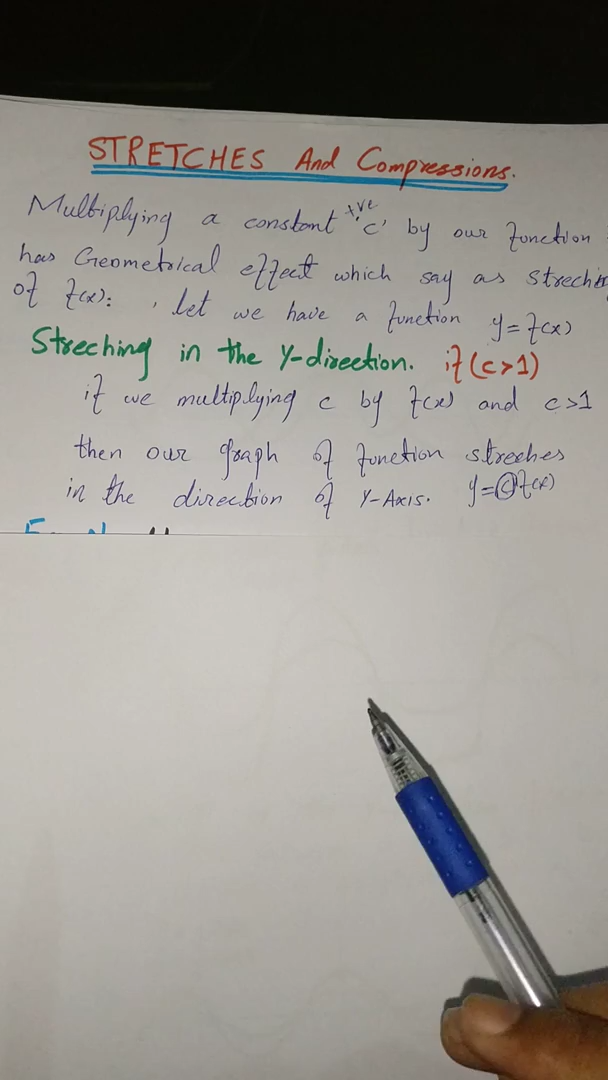 STRETCHES And Compressions.
Multiplying a constant +ve 'c' by our function
has Geometrical effect which say as Streching
of f(x): , let we have a function y=f(x)
Streching in the Y-direction. if (c>1)
if we multiplying c by f(x) and c>1
then our graph of function streches
in the direction of Y-Axis. y=cf(x)